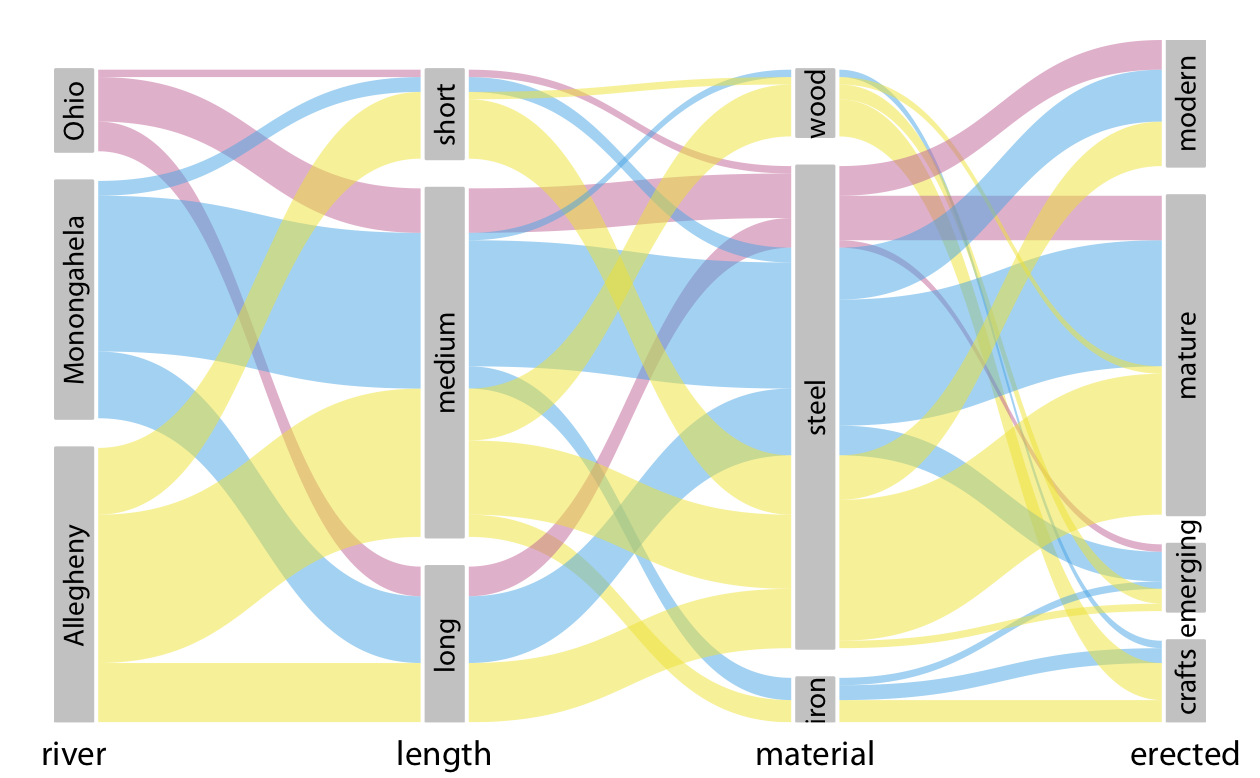 Ohio
Monongahela
Allegheny
short
medium
long
wood
steel
iron
modern
mature
emerging
crafts
river
length
material
erected